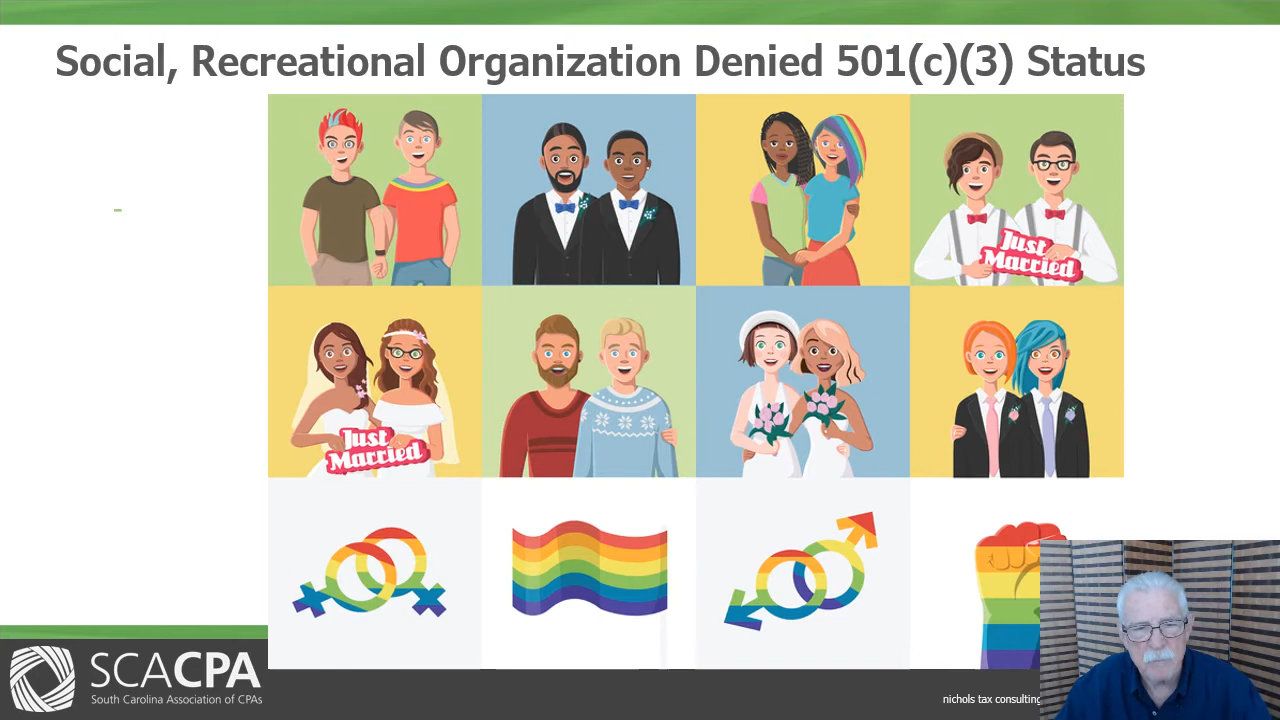 Social, Recreational Organization Denied 501(c)(3) Status
Just
Married
Just
Married
SCACPA
South Carolina Association of CPAs
nichols tax consulting